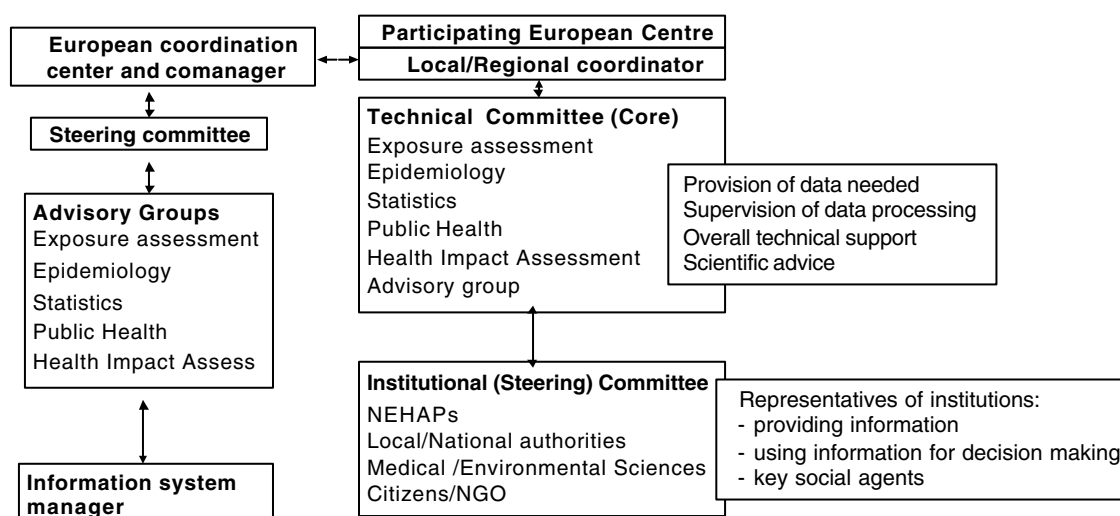 European coordination
center and comanager
Steering committee
Advisory Groups
Exposure assessment
Epidemiology
Statistics
Public Health
Health Impact Assess
Information system
manager
Participating European Centre
Local/Regional coordinator
Technical Committee (Core)
Exposure assessment
Epidemiology
Statistics
Public Health
Health Impact Assessment
Advisory group
Provision of data needed
Supervision of data processing
Overall technical support
Scientific advice
Institutional (Steering) Committee
NEHAPs
Local/National authorities
Medical /Environmental Sciences
Citizens/NGO
Representatives of institutions:
- providing information
- using information for decision making
- key social agents